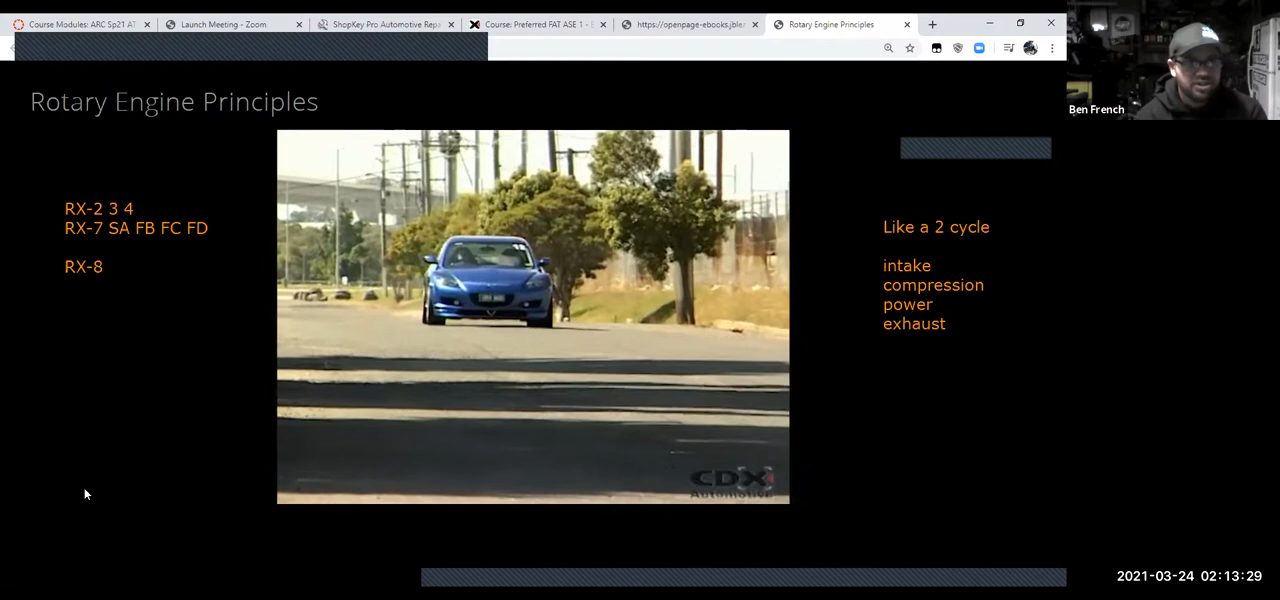 Course Modules: ARC Sp21 AT
Launch Meeting - Zoom
ShopKey Pro Automotive Repa
Course: Preferred FAT ASE 1 - E
https://openpage-ebooks.jblea
Rotary Engine Principles
Ben French
Rotary Engine Principles
RX-2 3 4
RX-7 SA FB FC FD
RX-8
Like a 2 cycle
intake
compression
power
exhaust
CDX
Automotive
2021-03-24 02:13:29